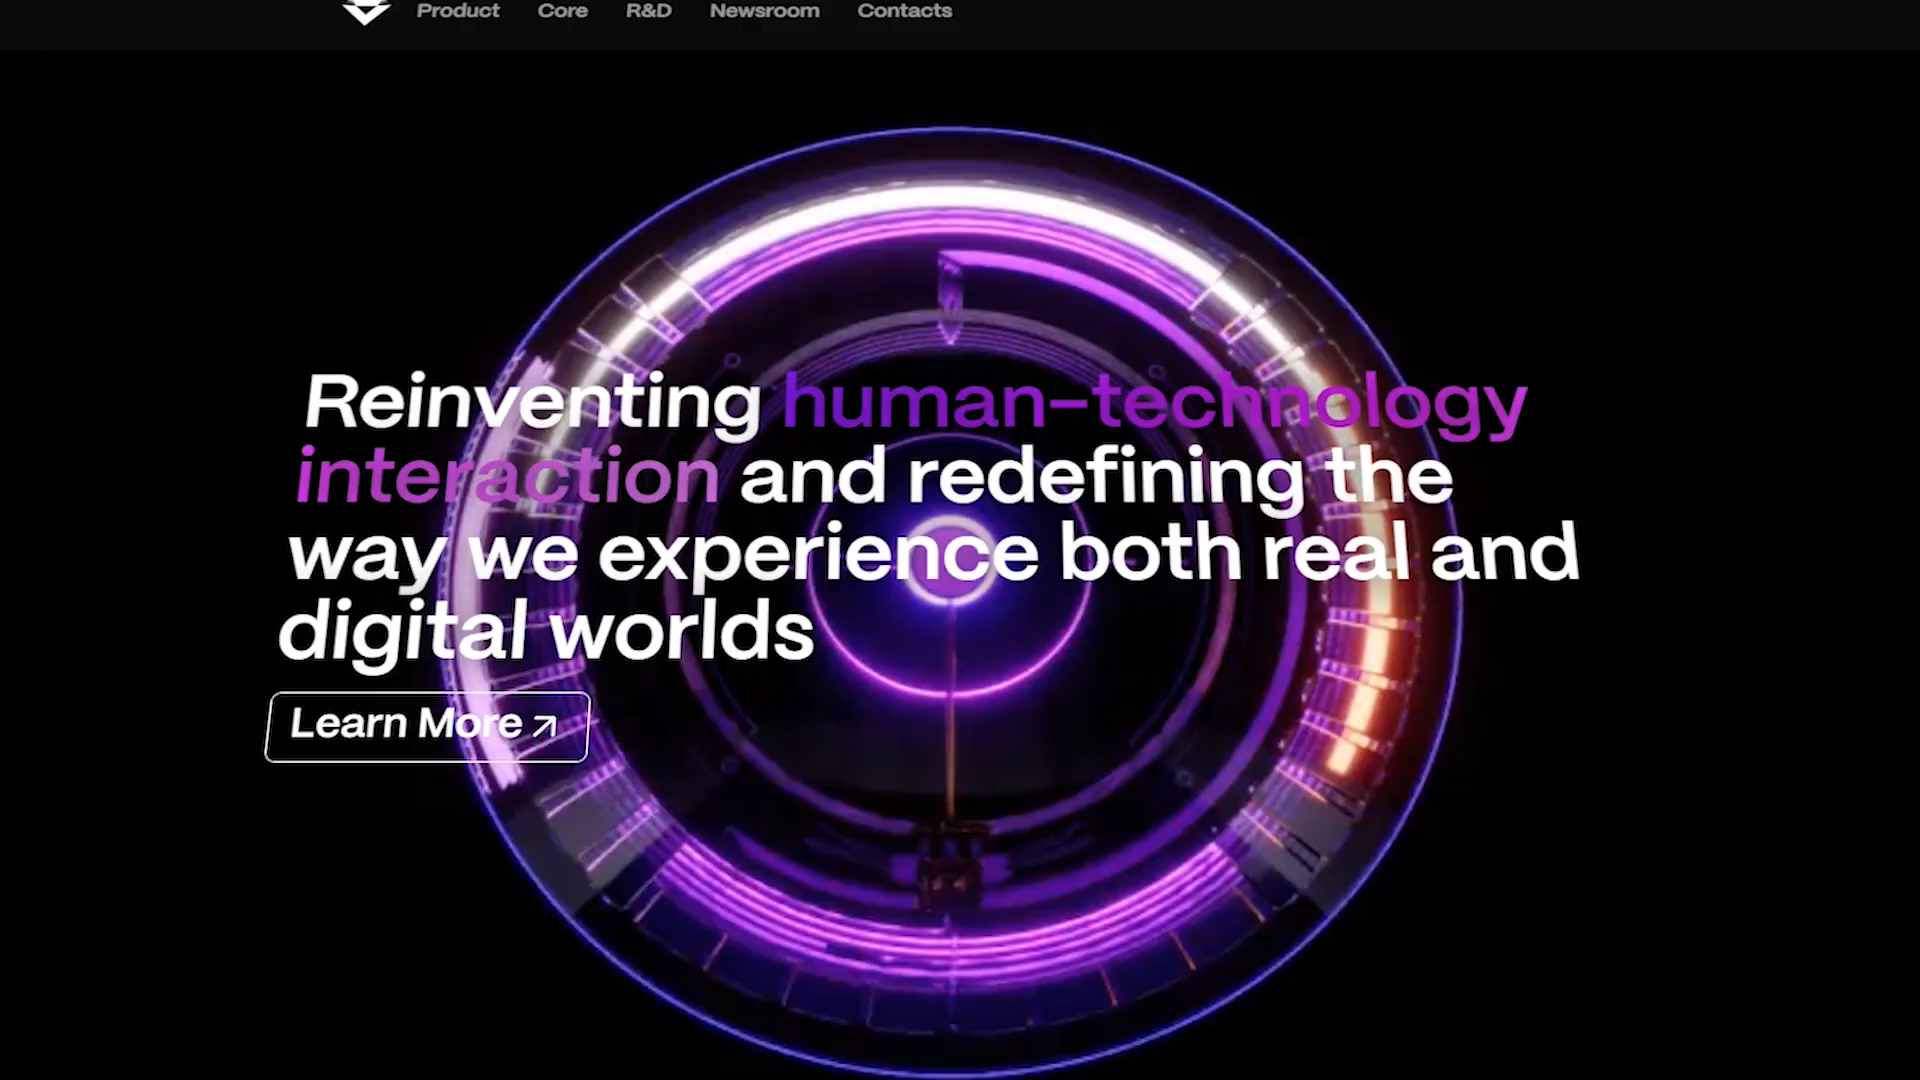 Product Core R&D Newsroom Contacts
Reinventing human-technology
interaction and redefining the
way we experience both real and
digital worlds
Learn More